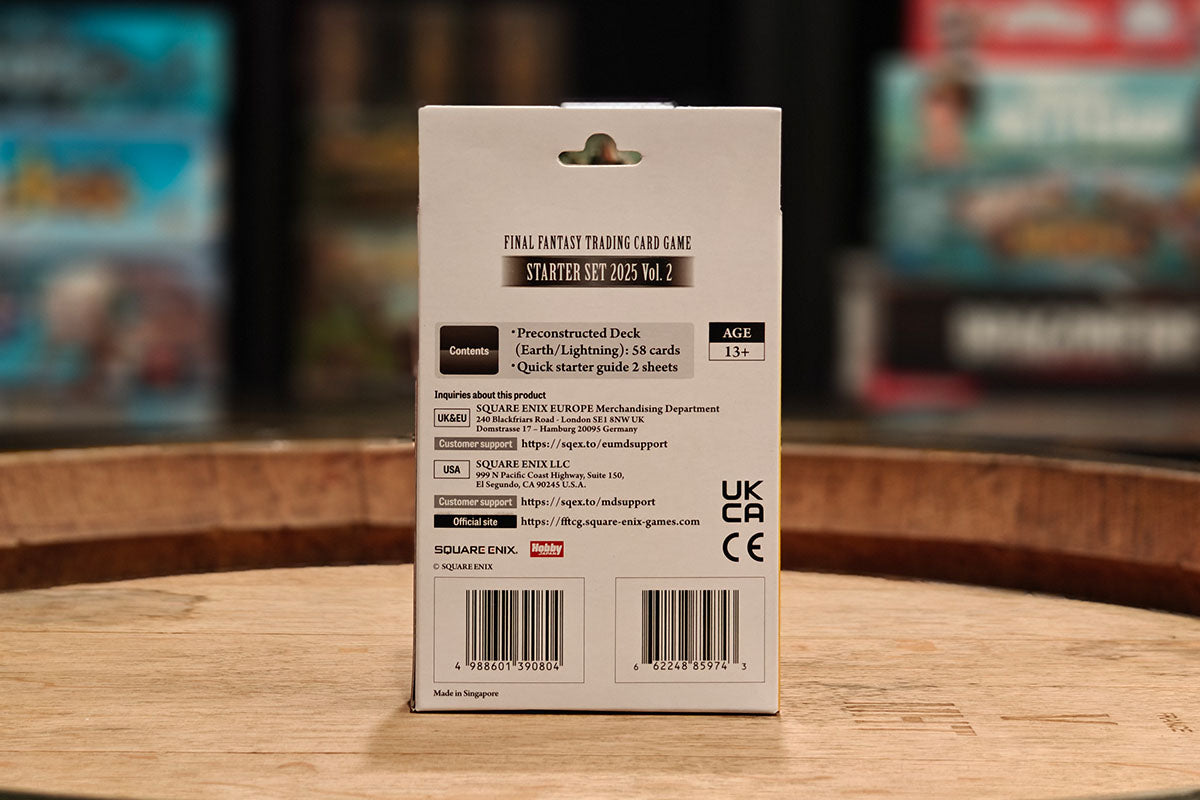 FINAL FANTASY TRADING CARD GAME
STARTER SET 2025 Vol. 2
Contents
・Preconstructed Deck
(Earth/Lightning): 58 cards
・Quick starter guide 2 sheets
AGE
13+
Inquiries about this product
UK&EU
SQUARE ENIX EUROPE Merchandising Department
240 Blackfriars Road - London SE1 8NW UK
Domstrasse 17 – Hamburg 20095 Germany
Customer support https://sqex.to/eumdsupport
USA
SQUARE ENIX LLC
999 N Pacific Coast Highway, Suite 150,
El Segundo, CA 90245 U.S.A.
Customer support https://sqex.to/mdsupport
Official site https://fftcg.square-enix-games.com
UK
CA
CE
SQUARE ENIX.
Hobby
JAPAN
© SQUARE ENIX
4 988601 390804
6 62248 85974 3
Made in Singapore